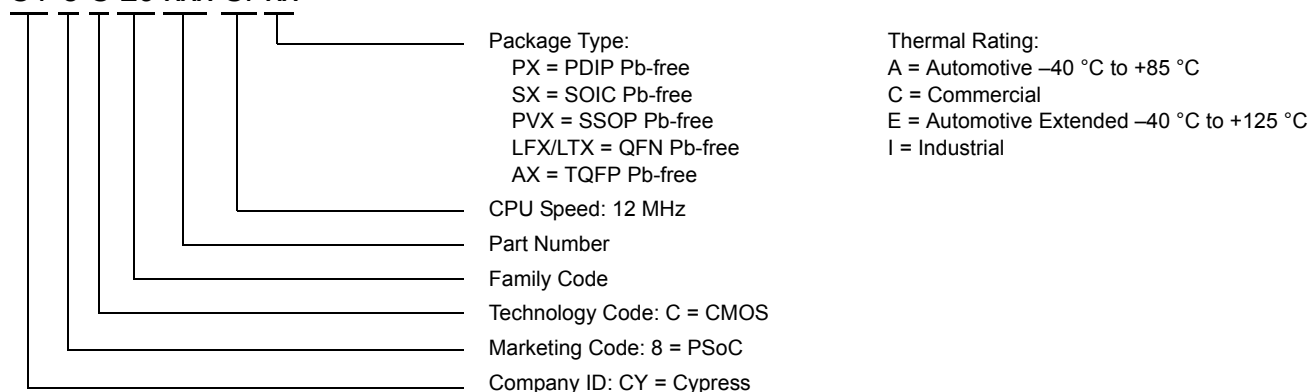 Package Type:
PX = PDIP Pb-free
SX = SOIC Pb-free
PVX = SSOP Pb-free
LFX/LTX = QFN Pb-free
AX = TQFP Pb-free
Thermal Rating:
A = Automotive –40 °C to +85 °C
C = Commercial
E = Automotive Extended –40 °C to +125 °C
I = Industrial
CPU Speed: 12 MHz
Part Number
Family Code
Technology Code: C = CMOS
Marketing Code: 8 = PSoC
Company ID: CY = Cypress